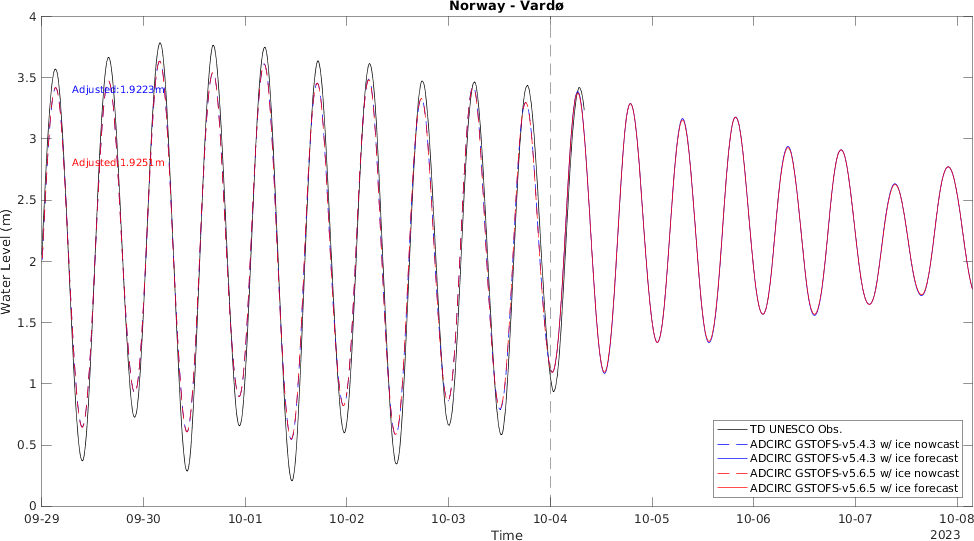 Norway - Vardø
4
3.5
3
2.5
2
1.5
1
0.5
0
Water Level (m)
Adjusted:1.9223m
Adjusted:1.9251m
TD UNESCO Obs.
ADCIRC GSTOFS-v5.4.3 w/ ice nowcast
ADCIRC GSTOFS-v5.4.3 w/ ice forecast
ADCIRC GSTOFS-v5.6.5 w/ ice nowcast
ADCIRC GSTOFS-v5.6.5 w/ ice forecast
09-29 09-30 10-01 10-02 10-03 10-04 10-05 10-06 10-07 10-08
Time
2023